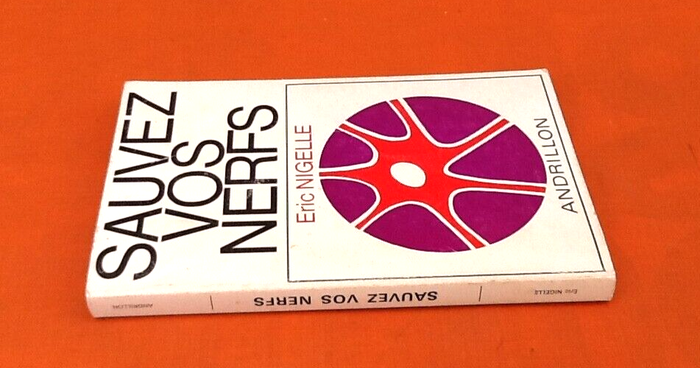 SAUVEZ
VOS
NERFS
Eric NIGELLE
ANDRILLON
Eric NIGELLE
SAUVEZ VOS NERFS
ANDRILLON